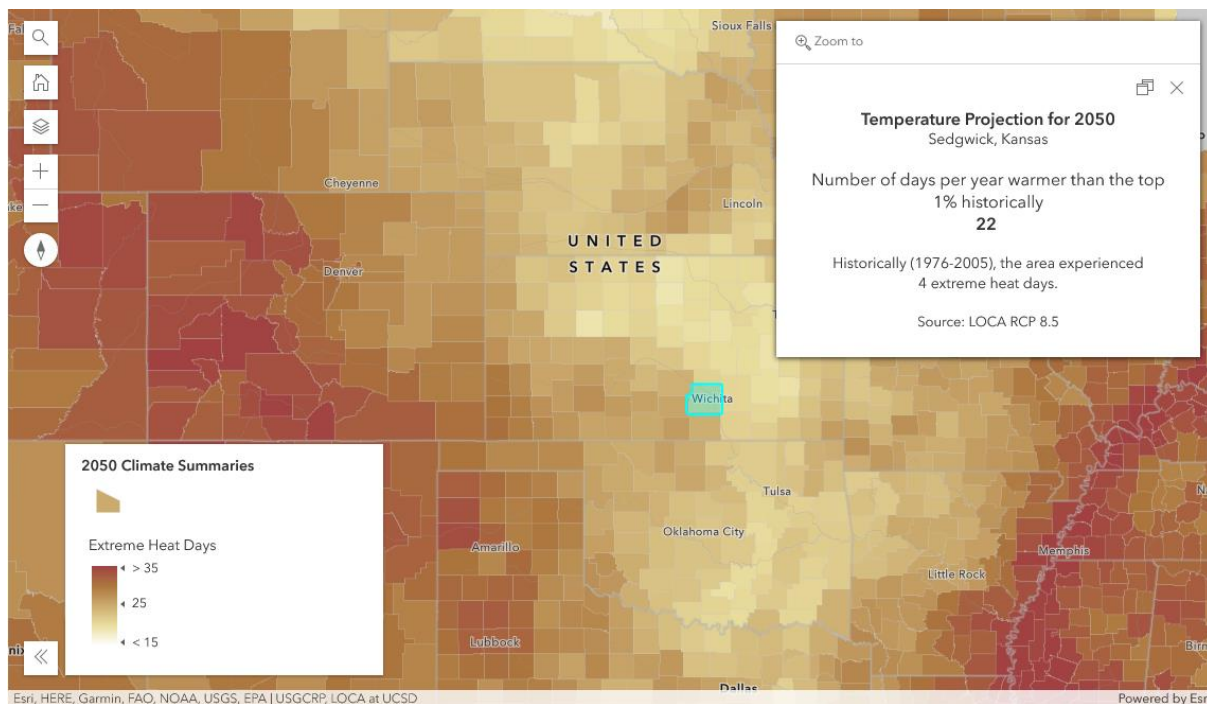 Sioux Falls
Zoom to
Temperature Projection for 2050
Sedgwick, Kansas
Number of days per year warmer than the top
1% historically
22
Historically (1976-2005), the area experienced
4 extreme heat days.
Source: LOCA RCP 8.5
Cheyenne
Lincoln
UNITED
STATES
Denver
Wichita
2050 Climate Summaries
Extreme Heat Days
> 35
25
< 15
Tulsa
Oklahoma City
Amarillo
Memphis
Little Rock
Lubbock
Dallas
Esri, HERE, Garmin, FAO, NOAA, USGS, EPA | USGCRP, LOCA at UCSD
Powered by Esri